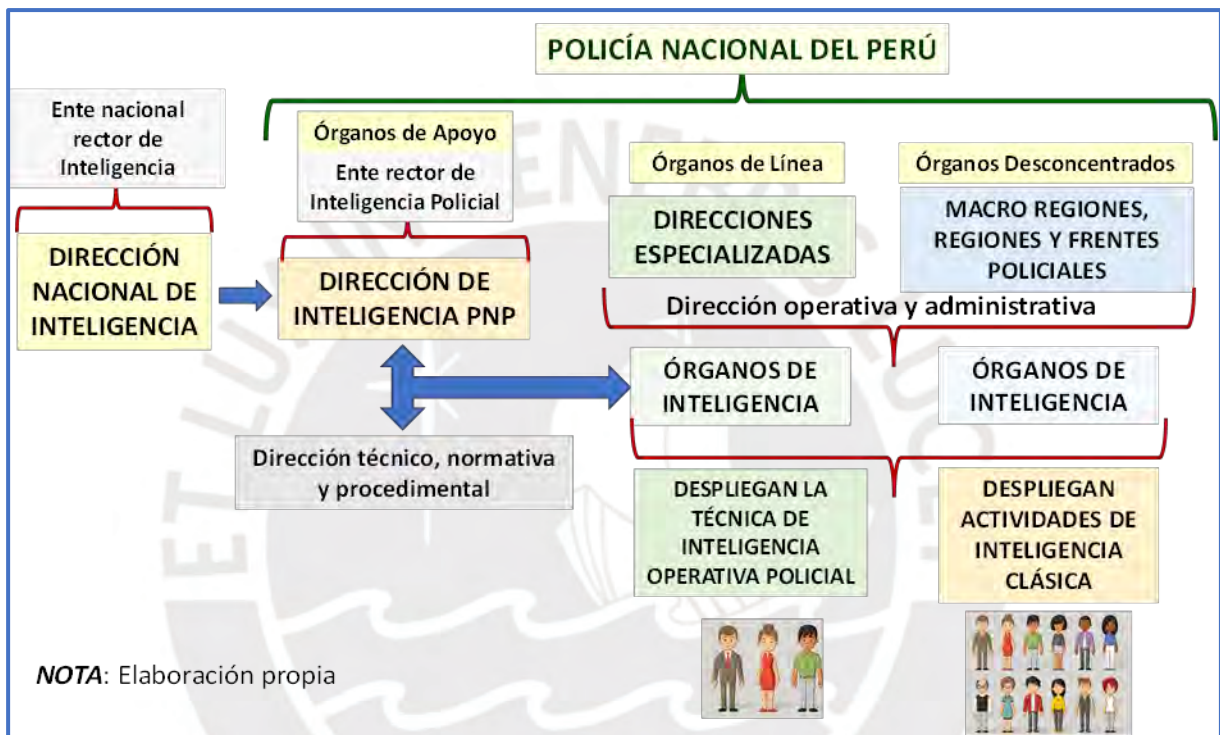 POLICÍA NACIONAL DEL PERÚ
Ente nacional
rector de
Inteligencia
DIRECCIÓN
NACIONAL DE
INTELIGENCIA
Órganos de Apoyo
Ente rector de
Inteligencia Policial
DIRECCIÓN DE
INTELIGENCIA PNP
Dirección técnico, normativa
y procedimental
Órganos de Línea
DIRECCIONES
ESPECIALIZADAS
Órganos Desconcentrados
MACRO REGIONES,
REGIONES Y FRENTES
POLICIALES
Dirección operativa y administrativa
ÓRGANOS DE
INTELIGENCIA
ÓRGANOS DE
INTELIGENCIA
DESPLIEGAN LA
TÉCNICA DE
INTELIGENCIA
OPERATIVA POLICIAL
DESPLIEGAN
ACTIVIDADES DE
INTELIGENCIA
CLÁSICA
NOTA: Elaboración propia